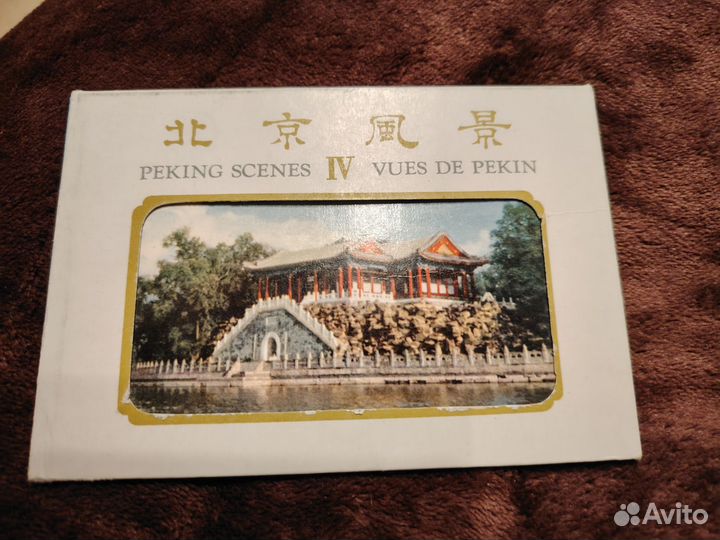 北京風景
PEKING SCENES IV VUES DE PEKIN
Avito